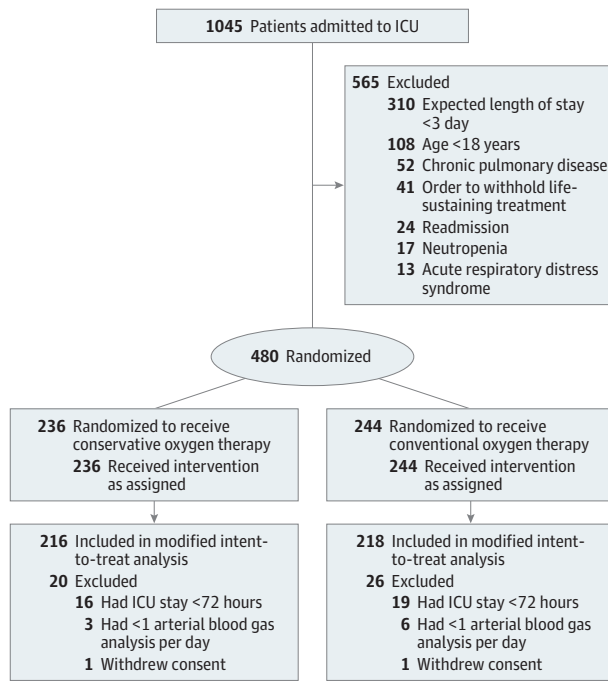 1045 Patients admitted to ICU
565 Excluded
310 Expected length of stay
<3 day
108 Age <18 years
52 Chronic pulmonary disease
41 Order to withhold life-
sustaining treatment
24 Readmission
17 Neutropenia
13 Acute respiratory distress
syndrome
480 Randomized
236 Randomized to receive
conservative oxygen therapy
236 Received intervention
as assigned
244 Randomized to receive
conventional oxygen therapy
244 Received intervention
as assigned
216 Included in modified intent-
to-treat analysis
20 Excluded
16 Had ICU stay <72 hours
3 Had <1 arterial blood gas
analysis per day
1 Withdrew consent
218 Included in modified intent-
to-treat analysis
26 Excluded
19 Had ICU stay <72 hours
6 Had <1 arterial blood gas
analysis per day
1 Withdrew consent